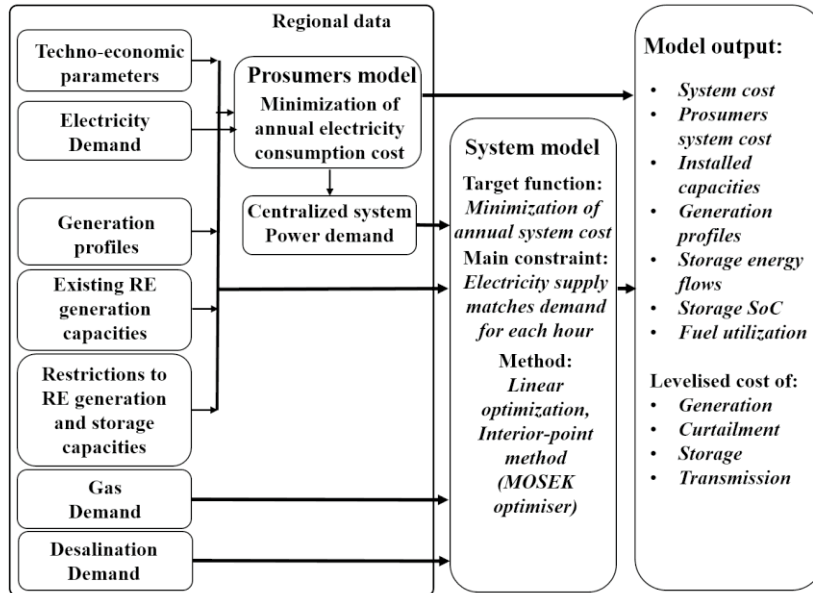 Regional data
Techno-economic
parameters
Electricity
Demand
Generation
profiles
Existing RE
generation
capacities
Restrictions to
RE generation
and storage
capacities
Gas
Demand
Desalination
Demand
Prosumers model
Minimization of
annual electricity
consumption cost
Centralized system
Power demand
System model
Target function:
Minimization of
annual system cost
Main constraint:
Electricity supply
matches demand
for each hour
Method:
Linear
optimization,
Interior-point
method
(MOSEK
optimiser)
Model output:
• System cost
• Prosumers
system cost
• Installed
capacities
• Generation
profiles
• Storage energy
flows
• Storage SoC
• Fuel utilization
Levelised cost of:
• Generation
• Curtailment
• Storage
• Transmission